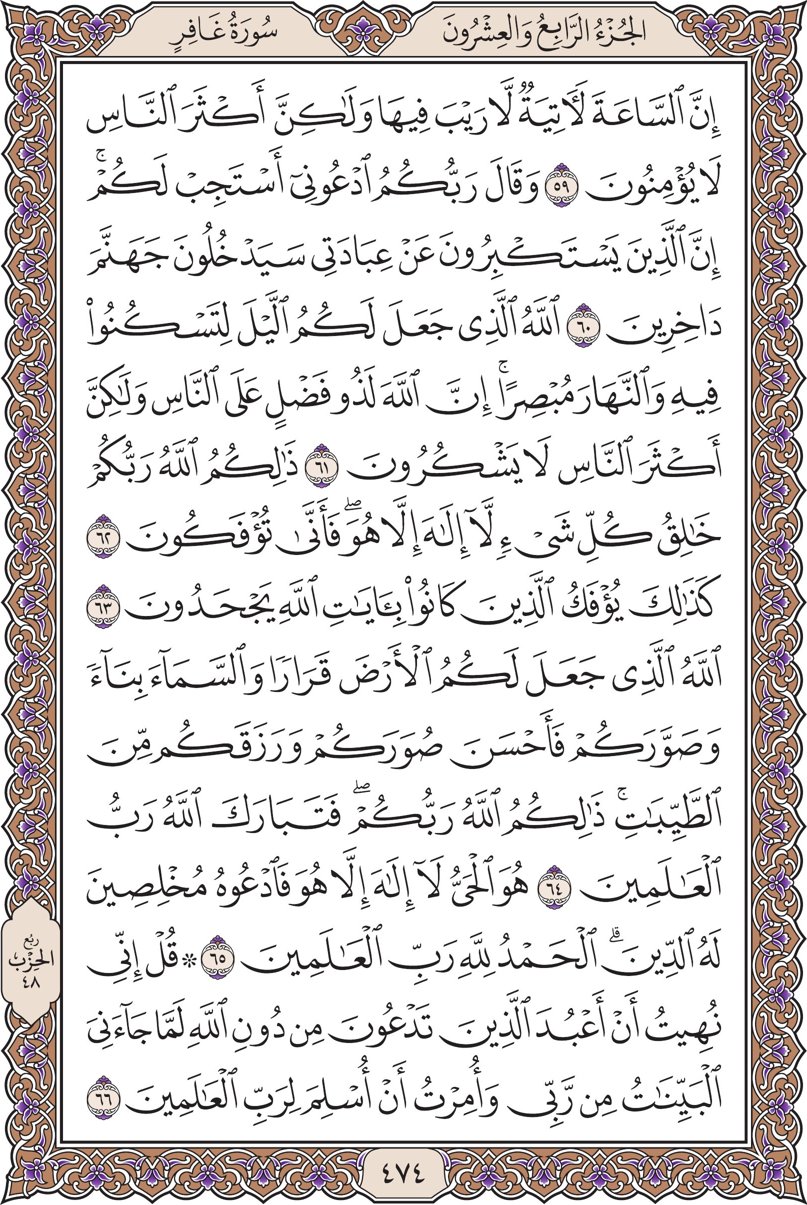 الجُزْءُ الرَّابِعُ وَالعِشْرُونَ
سُورَةُ غَافِرٍ
إِنَّ ٱلسَّاعَةَ لَأٓتِيَةٞ لَّا رَيۡبَ فِيهَا وَلَٰكِنَّ أَكۡثَرَ ٱلنَّاسِ
لَا يُؤۡمِنُونَ ٥٩ وَقَالَ رَبُّكُمُ ٱدۡعُونِيٓ أَسۡتَجِبۡ لَكُمۡۚ
إِنَّ ٱلَّذِينَ يَسۡتَكۡبِرُونَ عَنۡ عِبَادَتِي سَيَدۡخُلُونَ جَهَنَّمَ
دَاخِرِينَ ٦٠ ٱللَّهُ ٱلَّذِي جَعَلَ لَكُمُ ٱلَّيۡلَ لِتَسۡكُنُواْ
فِيهِ وَٱلنَّهَارَ مُبۡصِرًاۚ إِنَّ ٱللَّهَ لَذُو فَضۡلٍ عَلَى ٱلنَّاسِ وَلَٰكِنَّ
أَكۡثَرَ ٱلنَّاسِ لَا يَشۡكُرُونَ ٦١ ذَٰلِكُمُ ٱللَّهُ رَبُّكُمۡ
خَٰلِقُ كُلِّ شَيۡءٖ لَّآ إِلَٰهَ إِلَّا هُوَۖ فَأَنَّىٰ تُؤۡفَكُونَ ٦٢
كَذَٰلِكَ يُؤۡفَكُ ٱلَّذِينَ كَانُواْ بِـَٔايَٰتِ ٱللَّهِ يَجۡحَدُونَ ٦٣
ٱللَّهُ ٱلَّذِي جَعَلَ لَكُمُ ٱلۡأَرۡضَ قَرَارٗا وَٱلسَّمَآءَ بِنَآءٗ
وَصَوَّرَكُمۡ فَأَحۡسَنَ صُوَرَكُمۡ وَرَزَقَكُم مِّنَ
ٱلطَّيِّبَٰتِۚ ذَٰلِكُمُ ٱللَّهُ رَبُّكُمۡۖ فَتَبَارَكَ ٱللَّهُ رَبُّ
ٱلۡعَٰلَمِينَ ٦٤ هُوَ ٱلۡحَيُّ لَآ إِلَٰهَ إِلَّا هُوَ فَٱدۡعُوهُ مُخۡلِصِينَ
لَهُ ٱلدِّينَۗ ٱلۡحَمۡدُ لِلَّهِ رَبِّ ٱلۡعَٰلَمِينَ ٦٥ ۞ قُلۡ إِنِّي
نُهِيتُ أَنۡ أَعۡبُدَ ٱلَّذِينَ تَدۡعُونَ مِن دُونِ ٱللَّهِ لَمَّا جَآءَنِيَ
ٱلۡبَيِّنَٰتُ مِن رَّبِّي وَأُمِرۡتُ أَنۡ أُسۡلِمَ لِرَبِّ ٱلۡعَٰلَمِينَ ٦٦
ربع
الحزب
٤٨
٤٧٤